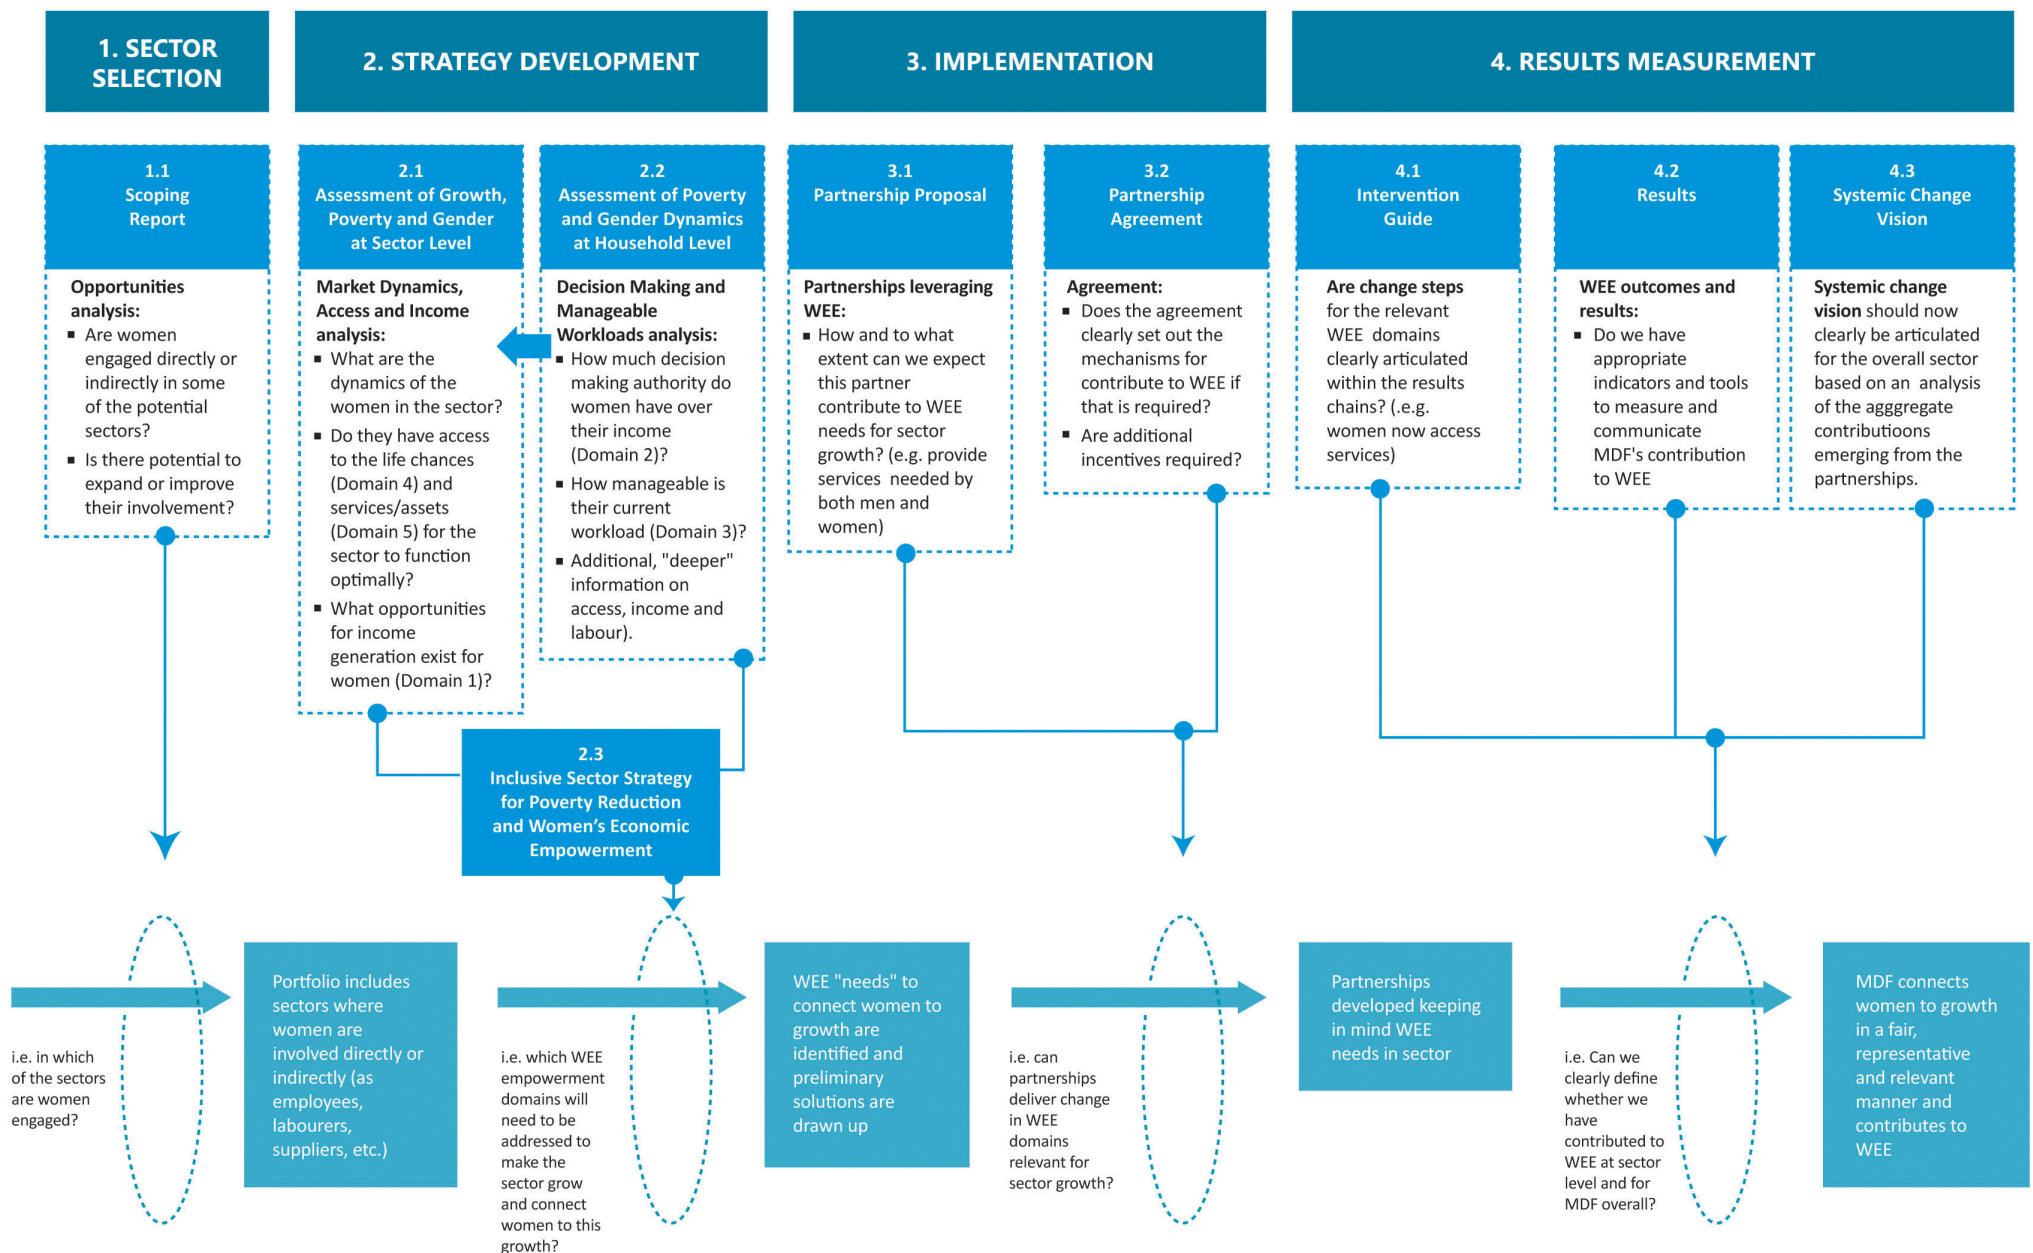 1. SECTOR
SELECTION
2. STRATEGY DEVELOPMENT
3. IMPLEMENTATION
4. RESULTS MEASUREMENT
1.1
Scoping
Report
Opportunities
analysis:
▪ Are women
engaged directly or
indirectly in some
of the potential
sectors?
▪ Is there potential to
expand or improve
their involvement?
2.1
Assessment of Growth,
Poverty and Gender
at Sector Level
Market Dynamics,
Access and Income
analysis:
▪ What are the
dynamics of the
women in the sector?
▪ Do they have access
to the life chances
(Domain 4) and
services/assets
(Domain 5) for the
sector to function
optimally?
▪ What opportunities
for income
generation exist for
women (Domain 1)?
2.2
Assessment of Poverty
and Gender Dynamics
at Household Level
Decision Making and
Manageable
Workloads analysis:
▪ How much decision
making authority do
women have over
their income
(Domain 2)?
▪ How manageable is
their current
workload (Domain 3)?
▪ Additional, "deeper"
information on
access, income and
labour).
2.3
Inclusive Sector Strategy
for Poverty Reduction
and Women’s Economic
Empowerment
3.1
Partnership Proposal
Partnerships leveraging
WEE:
▪ How and to what
extent can we expect
this partner
contribute to WEE
needs for sector
growth? (e.g. provide
services needed by
both men and
women)
3.2
Partnership
Agreement
Agreement:
▪ Does the agreement
clearly set out the
mechanisms for
contribute to WEE if
that is required?
▪ Are additional
incentives required?
4.1
Intervention
Guide
Are change steps
for the relevant
WEE domains
clearly articulated
within the results
chains? (.e.g.
women now access
services)
4.2
Results
WEE outcomes and
results:
▪ Do we have
appropriate
indicators and tools
to measure and
communicate
MDF's contribution
to WEE
4.3
Systemic Change
Vision
Systemic change
vision should now
clearly be articulated
for the overall sector
based on an analysis
of the agggregate
contributioons
emerging from the
partnerships.
i.e. in which
of the sectors
are women
engaged?
Portfolio includes
sectors where
women are
involved directly or
indirectly (as
employees,
labourers,
suppliers, etc.)
i.e. which WEE
empowerment
domains will
need to be
addressed to
make the
sector grow
and connect
women to this
growth?
WEE "needs" to
connect women to
growth are
identified and
preliminary
solutions are
drawn up
i.e. can
partnerships
deliver change
in WEE
domains
relevant for
sector growth?
Partnerships
developed keeping
in mind WEE
needs in sector
i.e. Can we
clearly define
whether we
have
contributed to
WEE at sector
level and for
MDF overall?
MDF connects
women to growth
in a fair,
representative
and relevant
manner and
contributes to
WEE